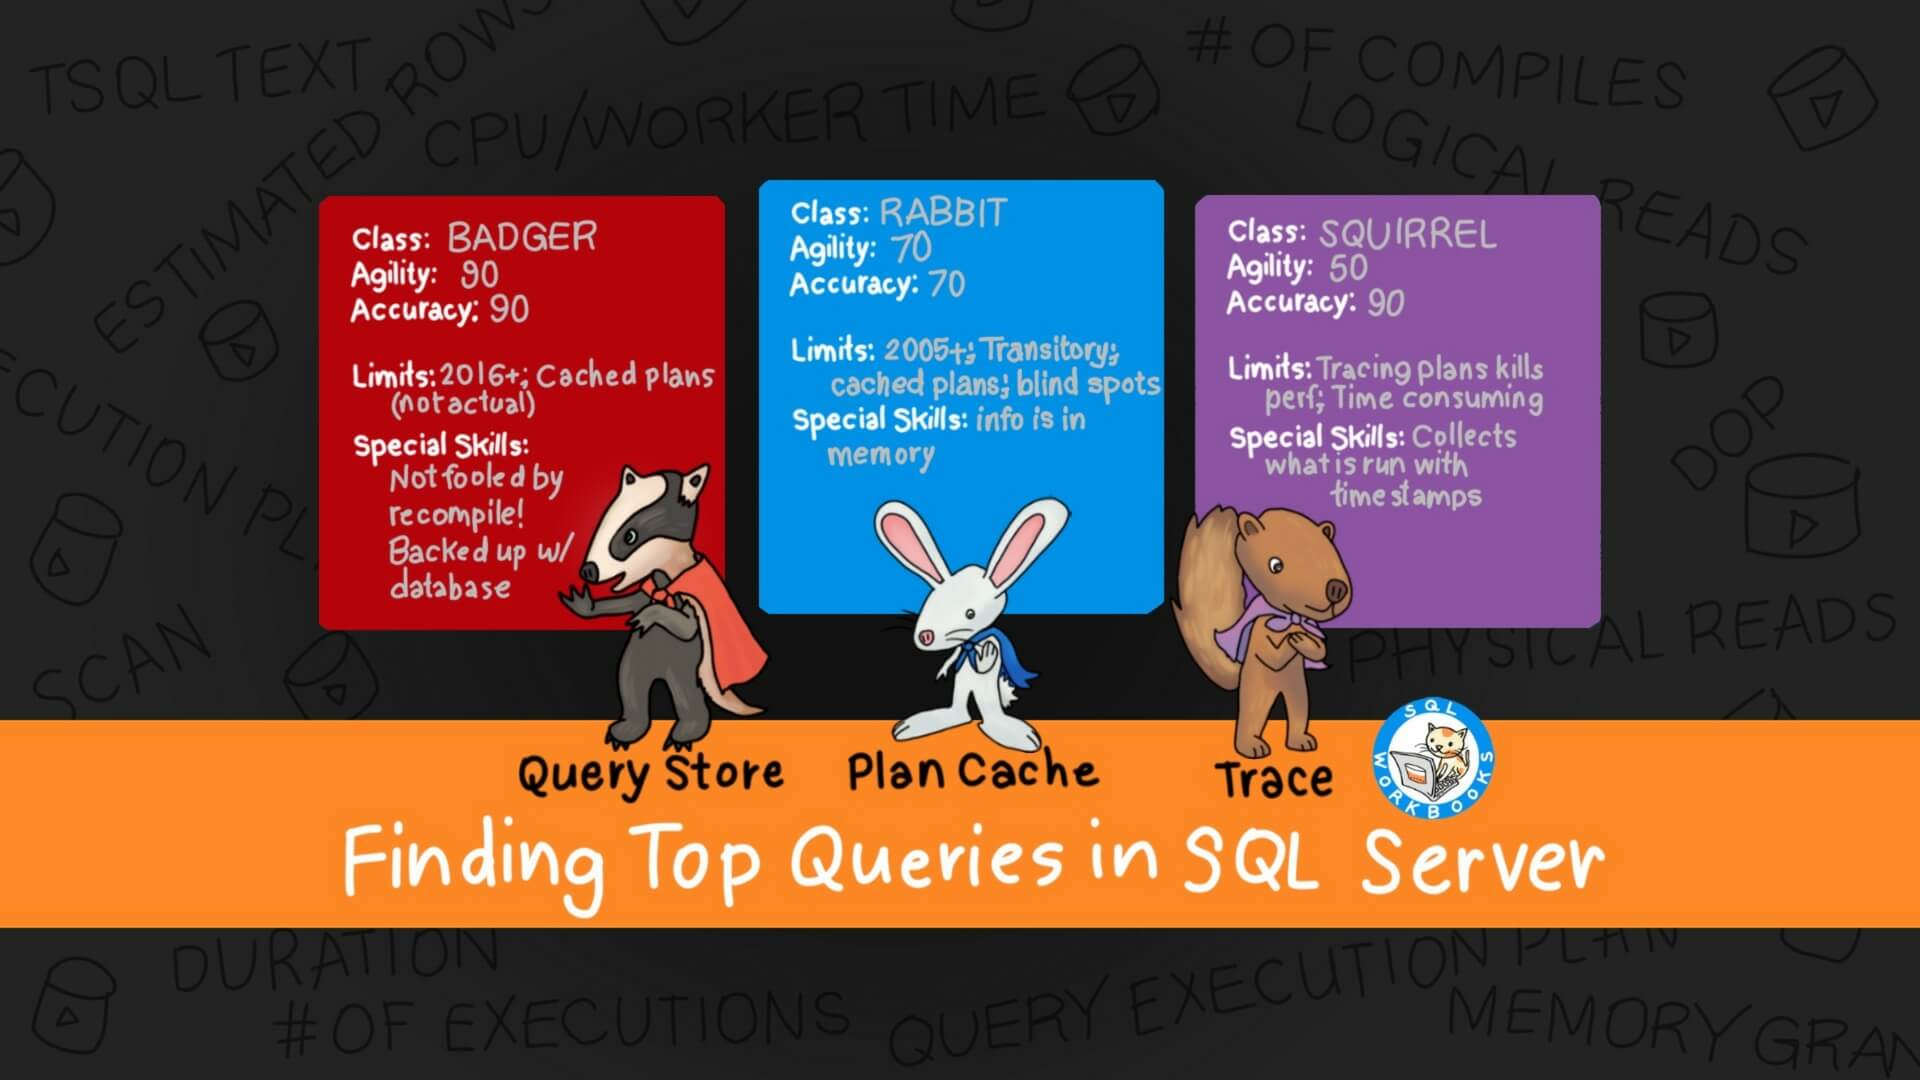 TSQL TEXT
ESTIMATED ROWS
CPU/WORKER TIME
# OF COMPILES
LOGICAL READS
Class: BADGER
Agility: 90
Accuracy: 90
Limits: 2016+; Cached plans
(not actual)
Special Skills:
Not fooled by
recompile!
Backed up w/
database
Class: RABBIT
Agility: 70
Accuracy: 70
Limits: 2005+; Transitory;
cached plans; blind spots
Special Skills: info is in
memory
Class: SQUIRREL
Agility: 50
Accuracy: 90
Limits: Tracing plans kills
perf; Time consuming
Special Skills: Collects
what is run with
timestamps
DOP
SCAN
PHYSICAL READS
Query Store
Plan Cache
Trace
SQL
WORKBOOKS
Finding Top Queries in SQL Server
DURATION
# OF EXECUTIONS
QUERY EXECUTION PLAN
MEMORY